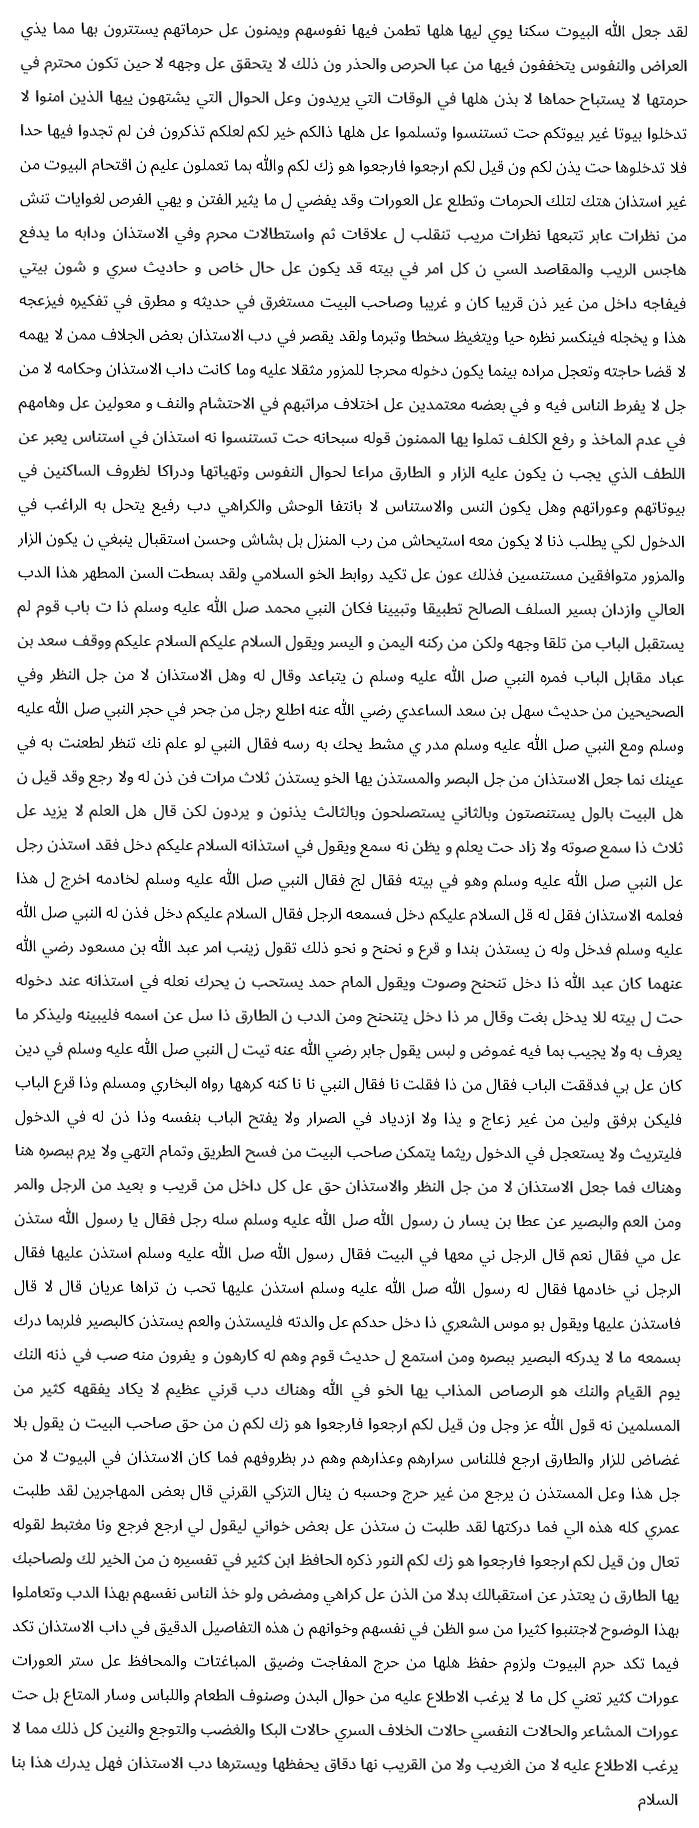 لقد جعل الله البيوت سكنا يوي ليها هلها تطمن فيها نفوسهم ويمنون عل حرماتهم يستترون بها مما يذي
العراض والنفوس يتخففون فيها من عبا الحرص والحذر ون ذلك لا يتحقق عل وجهه لا حين تكون محترم في
حرمتها لا يستباح حماها لا بذن هلها في الوقات التي يريدون وعل الحوال التي يشتهون ييها الذين امنوا لا
تدخلوا بيوتا غير بيوتكم حت تستنسوا وتسلموا عل هلها ذالكم خير لكم لعلكم تذكرون فن لم تجدوا فيها حدا
فلا تدخلوها حت يذن لكم ون قيل لكم ارجعوا فارجعوا هو زك لكم والله بما تعملون عليم ن اقتحام البيوت من
غير استذان هتك لتلك الحرمات وتطلع عل العورات وقد يفضي ل ما يثير الفتن و يهي الفرص لغوايات تنش
من نظرات عابر تتبعها نظرات مريب تنقلب ل علاقات ثم واستطالات محرم وفي الاستذان ودابه ما يدفع
هاجس الريب والمقاصد السي ن كل امر في بيته قد يكون عل حال خاص و حاديث سري و شون بيتي
فيفاجه داخل من غير ذن قريبا كان و غريبا وصاحب البيت مستغرق في حديثه و مطرق في تفكيره فيزعجه
هذا و يخجله فينكسر نظره حيا ويتغيظ سخطا وتبرما ولقد يقصر في دب الاستذان بعض الجلاف ممن لا يهمه
لا قضا حاجته وتعجل مراده بينما يكون دخوله محرجا للمزور مثقلا عليه وما كانت داب الاستذان وحكامه لا من
جل لا يفرط الناس فيه و في بعضه معتمدين عل اختلاف مراتبهم في الاحتشام والنف و معولين عل وهامهم
في عدم الماخذ و رفع الكلف تملوا يها الممنون قوله سبحانه حت تستنسوا نه استذان في استناس يعبر عن
اللطف الذي يجب ن يكون عليه الزار و الطارق مراعا لحوال النفوس وتهياتها ودراكا لظروف الساكنين في
بيوتاتهم وعوراتهم وهل يكون النس والاستناس لا بانتفا الوحش والكراهي دب رفيع يتحل به الراغب في
الدخول لكي يطلب ذنا لا يكون معه استيحاش من رب المنزل بل بشاش وحسن استقبال ينبغي ن يكون الزار
والمزور متوافقين مستنسين فذلك عون عل تكيد روابط الخو السلامي ولقد بسطت السن المطهر هذا الدب
العالي وازدان بسير السلف الصالح تطبيقا وتبيينا فكان النبي محمد صل الله عليه وسلم ذا ت باب قوم لم
يستقبل الباب من تلقا وجهه ولكن من ركنه اليمن و اليسر ويقول السلام عليكم السلام عليكم ووقف سعد بن
عباد مقابل الباب فمره النبي صل الله عليه وسلم ن يتباعد وقال له وهل الاستذان لا من جل النظر وفي
الصحيحين من حديث سهل بن سعد الساعدي رضي الله عنه اطلع رجل من جحر في حجر النبي صل الله عليه
وسلم ومع النبي صل الله عليه وسلم مدر ي مشط يحك به رسه فقال النبي لو علم نك تنظر لطعنت به في
عينك نما جعل الاستذان من جل البصر والمستذن يها الخو يستذن ثلاث مرات فن ذن له ولا رجع وقد قيل ن
هل البيت بالول يستنصتون وبالثاني يستصلحون وبالثالث يذنون و يردون لكن قال هل العلم لا يزيد عل
ثلاث ذا سمع صوته ولا زاد حت يعلم و يظن نه سمع ويقول في استذانه السلام عليكم دخل فقد استذن رجل
عل النبي صل الله عليه وسلم وهو في بيته فقال لج فقال النبي صل الله عليه وسلم لخادمه اخرج ل هذا
فعلمه الاستذان فقل له قل السلام عليكم دخل فسمعه الرجل فقال السلام عليكم دخل فذن له النبي صل الله
عليه وسلم فدخل وله ن يستذن بندا و قرع و نحنح و نحو ذلك تقول زينب امر عبد الله بن مسعود رضي الله
عنهما كان عبد الله ذا دخل تنحنح وصوت ويقول المام حمد يستحب ن يحرك نعله في استذانه عند دخوله
حت ل بيته للا يدخل بغت وقال مر ذا دخل يتنحنح ومن الدب ن الطارق ذا سل عن اسمه فليبينه وليذكر ما
يعرف به ولا يجيب بما فيه غموض و لبس يقول جابر رضي الله عنه تيت ل النبي صل الله عليه وسلم في دين
كان عل بي فدققت الباب فقال من ذا فقلت نا فقال النبي نا نا كنه كرهها رواه البخاري ومسلم وذا قرع الباب
فليكن برفق ولين من غير زعاج و يذا ولا ازدياد في الصرار ولا يفتح الباب بنفسه وذا ذن له في الدخول
فليتريث ولا يستعجل في الدخول ريثما يتمكن صاحب البيت من فسح الطريق وتمام التهي ولا يرم ببصره هنا
وهناك فما جعل الاستذان لا من جل النظر والاستذان حق عل كل داخل من قريب و بعيد من الرجل والمر
ومن العم والبصير عن عطا بن يسار ن رسول الله صل الله عليه وسلم سله رجل فقال يا رسول الله ستذن
عل مي فقال نعم قال الرجل ني معها في البيت فقال رسول الله صل الله عليه وسلم استذن عليها فقال
الرجل ني خادمها فقال له رسول الله صل الله عليه وسلم استذن عليها تحب ن تراها عريان قال لا قال
فاستذن عليها ويقول بو موس الشعري ذا دخل حدكم عل والدته فليستذن والعم يستذن كالبصير فلربما درك
بسمعه ما لا يدركه البصير ببصره ومن استمع ل حديث قوم وهم له كارهون و يفرون منه صب في ذنه النك
يوم القيام والنك هو الرصاص المذاب يها الخو في الله وهناك دب قرني عظيم لا يكاد يفقهه كثير من
المسلمين نه قول الله عز وجل ون قيل لكم ارجعوا فارجعوا هو زك لكم ن من حق صاحب البيت ن يقول بلا
غضاض للزار والطارق ارجع فللناس سرارهم وعذارهم وهم در بظروفهم فما كان الاستذان في البيوت لا من
جل هذا وعل المستذن ن يرجع من غير حرج وحسبه ن ينال التزكي القرني قال بعض المهاجرين لقد طلبت
عمري كله هذه الي فما دركتها لقد طلبت ن ستذن عل بعض خواني ليقول لي ارجع فرجع ونا مغتبط لقوله
تعال ون قيل لكم ارجعوا فارجعوا هو زك لكم النور ذكره الحافظ ابن كثير في تفسيره ن من الخير لك ولصاحبك
يها الطارق ن يعتذر عن استقبالك بدلا من الذن عل كراهي ومضض ولو خذ الناس نفسهم بهذا الدب وتعاملوا
بهذا الوضوح لاجتنبوا كثيرا من سو الظن في نفسهم وخوانهم ن هذه التفاصيل الدقيق في داب الاستذان تكد
فيما تكد حرم البيوت ولزوم حفظ هلها من حرج المفاجت وضيق المباغتات والمحافظ عل ستر العورات
عورات كثير تعني كل ما لا يرغب الاطلاع عليه من حوال البدن وصنوف الطعام واللباس وسار المتاع بل حت
عورات المشاعر والحالات النفسي حالات الخلاف السري حالات البكا والغضب والتوجع والنين كل ذلك مما لا
يرغب الاطلاع عليه لا من الغريب ولا من القريب نها دقاق يحفظها ويسترها دب الاستذان فهل يدرك هذا بنا
السلام